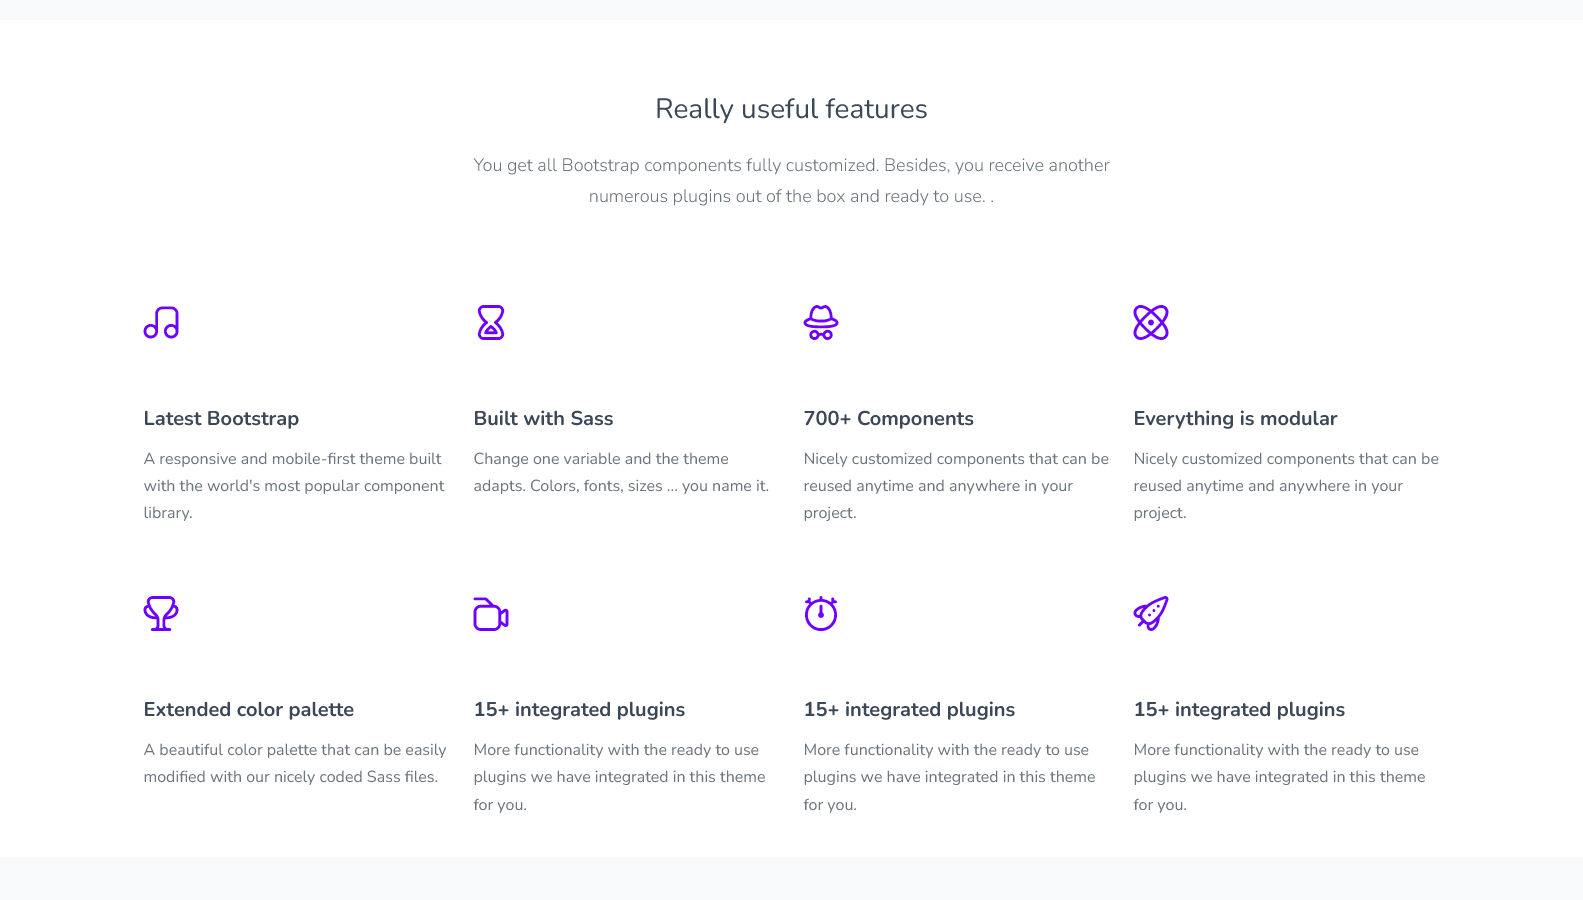 Really useful features
You get all Bootstrap components fully customized. Besides, you receive another
numerous plugins out of the box and ready to use. .
Latest Bootstrap
A responsive and mobile-first theme built
with the world's most popular component
library.
Built with Sass
Change one variable and the theme
adapts. Colors, fonts, sizes ... you name it.
700+ Components
Nicely customized components that can be
reused anytime and anywhere in your
project.
Everything is modular
Nicely customized components that can be
reused anytime and anywhere in your
project.
Extended color palette
A beautiful color palette that can be easily
modified with our nicely coded Sass files.
15+ integrated plugins
More functionality with the ready to use
plugins we have integrated in this theme
for you.
15+ integrated plugins
More functionality with the ready to use
plugins we have integrated in this theme
for you.
15+ integrated plugins
More functionality with the ready to use
plugins we have integrated in this theme
for you.